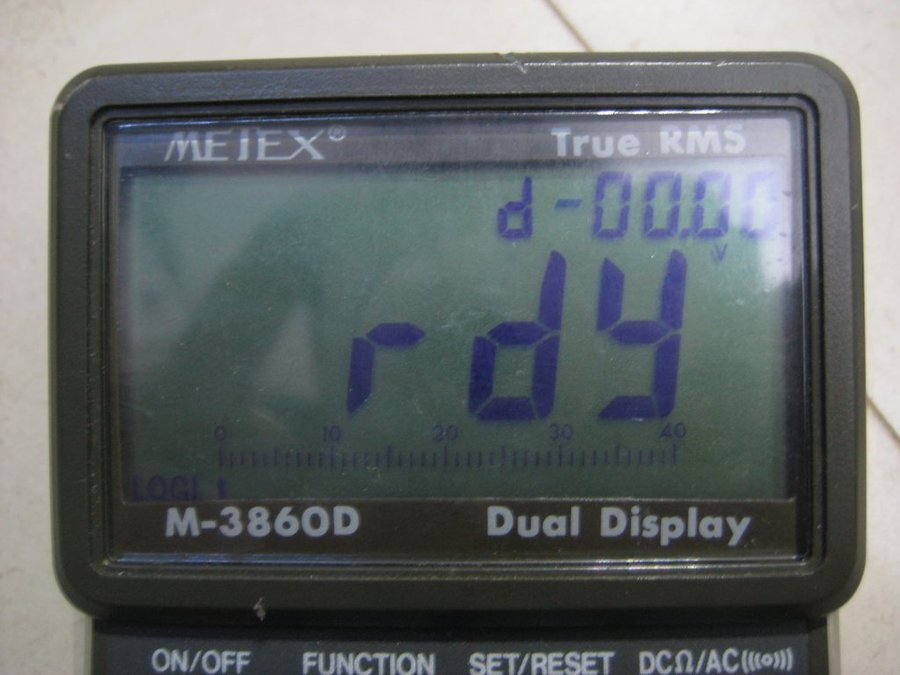 METEX® True RMS
d -00.00
V
rdy
0 10 20 30 40
LOGI
M-3860D Dual Display
ON/OFF FUNCTION SET/RESET DCΩ/AC(((o)))